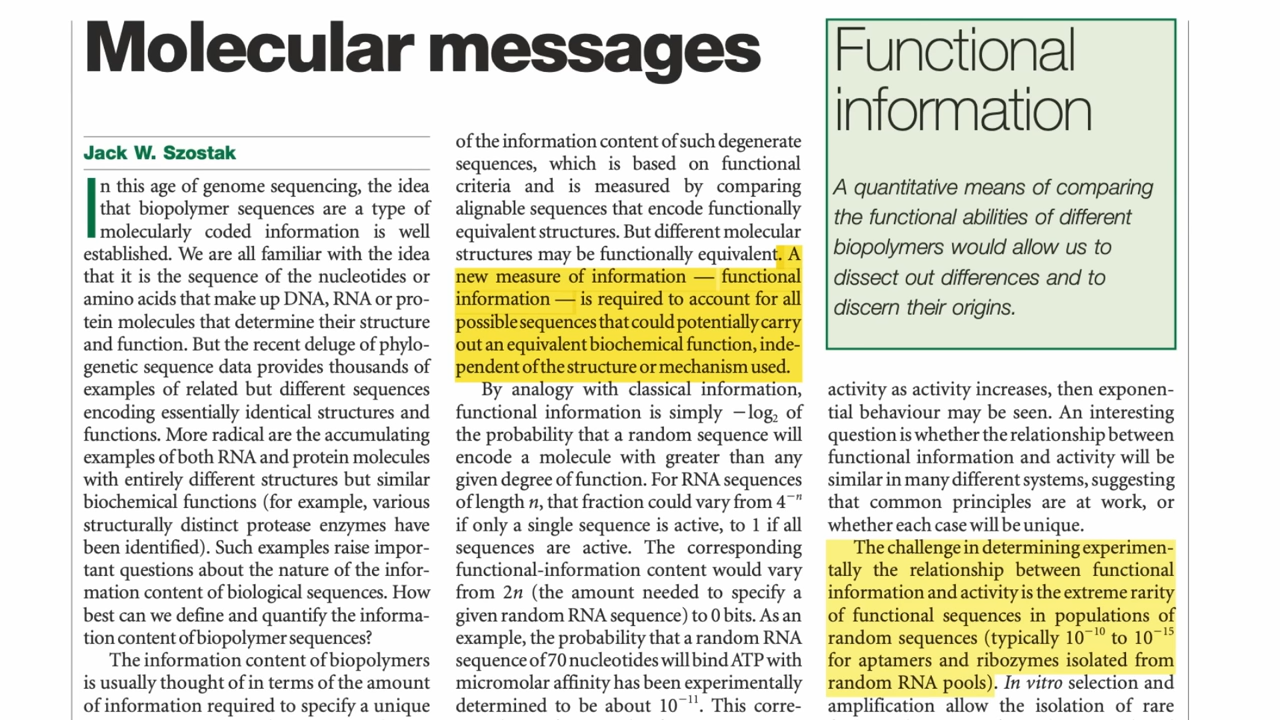 Molecular messages
Jack W. Szostak
In this age of genome sequencing, the idea
that biopolymer sequences are a type of
molecularly coded information is well
established. We are all familiar with the idea
that it is the sequence of the nucleotides or
amino acids that make up DNA, RNA or pro-
tein molecules that determine their structure
and function. But the recent deluge of phylo-
genetic sequence data provides thousands of
examples of related but different sequences
encoding essentially identical structures and
functions. More radical are the accumulating
examples of both RNA and protein molecules
with entirely different structures but similar
biochemical functions (for example, various
structurally distinct protease enzymes have
been identified). Such examples raise impor-
tant questions about the nature of the infor-
mation content of biological sequences. How
best can we define and quantify the informa-
tion content of biopolymer sequences?
The information content of biopolymers
is usually thought of in terms of the amount
of information required to specify a unique
of the information content of such degenerate
sequences, which is based on functional
criteria and is measured by comparing
alignable sequences that encode functionally
equivalent structures. But different molecular
structures may be functionally equivalent. A
new measure of information — functional
information — is required to account for all
possible sequences that could potentially carry
out an equivalent biochemical function, inde-
pendent of the structure or mechanism used.
By analogy with classical information,
functional information is simply −log₂ of
the probability that a random sequence will
encode a molecule with greater than any
given degree of function. For RNA sequences
of length n, that fraction could vary from 4⁻ⁿ
if only a single sequence is active, to 1 if all
sequences are active. The corresponding
functional-information content would vary
from 2n (the amount needed to specify a
given random RNA sequence) to 0 bits. As an
example, the probability that a random RNA
sequence of 70 nucleotides will bind ATP with
micromolar affinity has been experimentally
determined to be about 10⁻¹¹. This corre-
Functional
information
A quantitative means of comparing
the functional abilities of different
biopolymers would allow us to
dissect out differences and to
discern their origins.
activity as activity increases, then exponen-
tial behaviour may be seen. An interesting
question is whether the relationship between
functional information and activity will be
similar in many different systems, suggesting
that common principles are at work, or
whether each case will be unique.
The challenge in determining experimen-
tally the relationship between functional
information and activity is the extreme rarity
of functional sequences in populations of
random sequences (typically 10⁻¹⁰ to 10⁻¹⁵
for aptamers and ribozymes isolated from
random RNA pools). In vitro selection and
amplification allow the isolation of rare